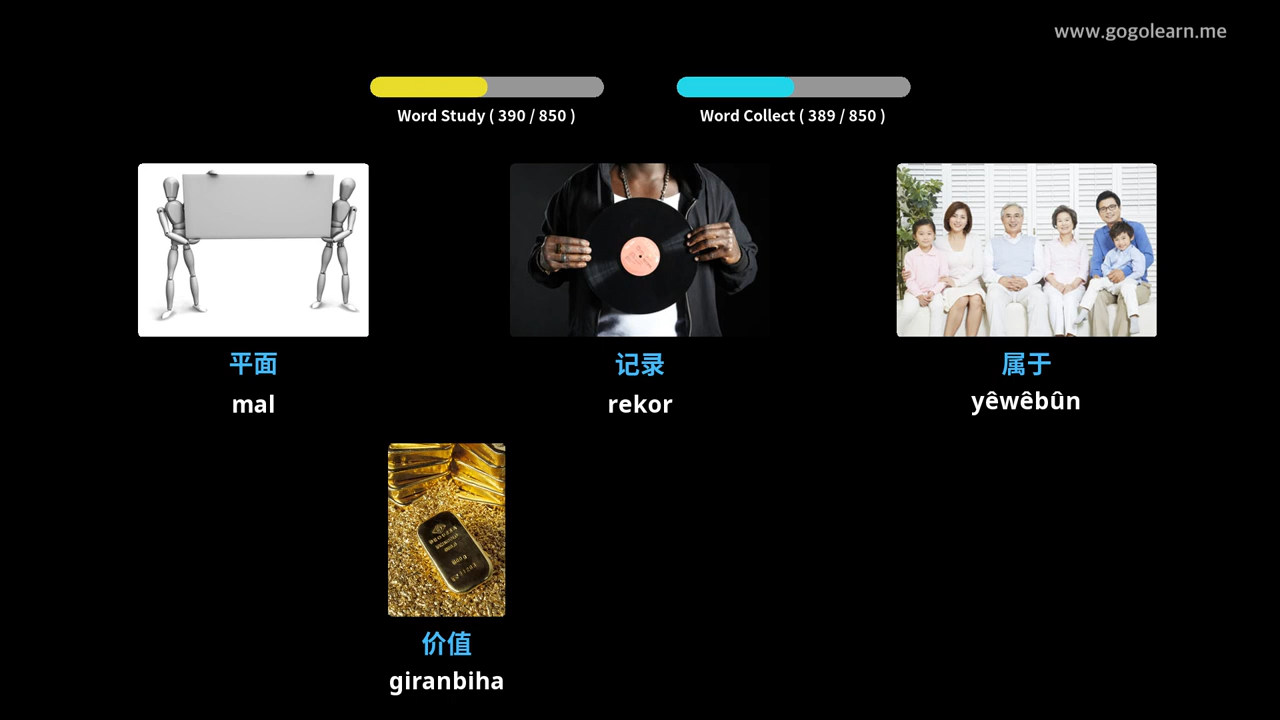 www.gogolearn.me
Word Study ( 390 / 850 )
Word Collect ( 389 / 850 )
平面
mal
记录
rekor
属于
yêwêbûn
价值
giranbiha